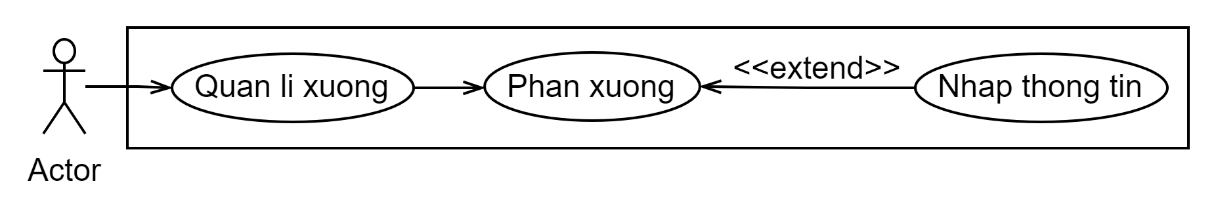 <<extend>>
Quan li xuong
Phan xuong
Nhap thong tin
Actor